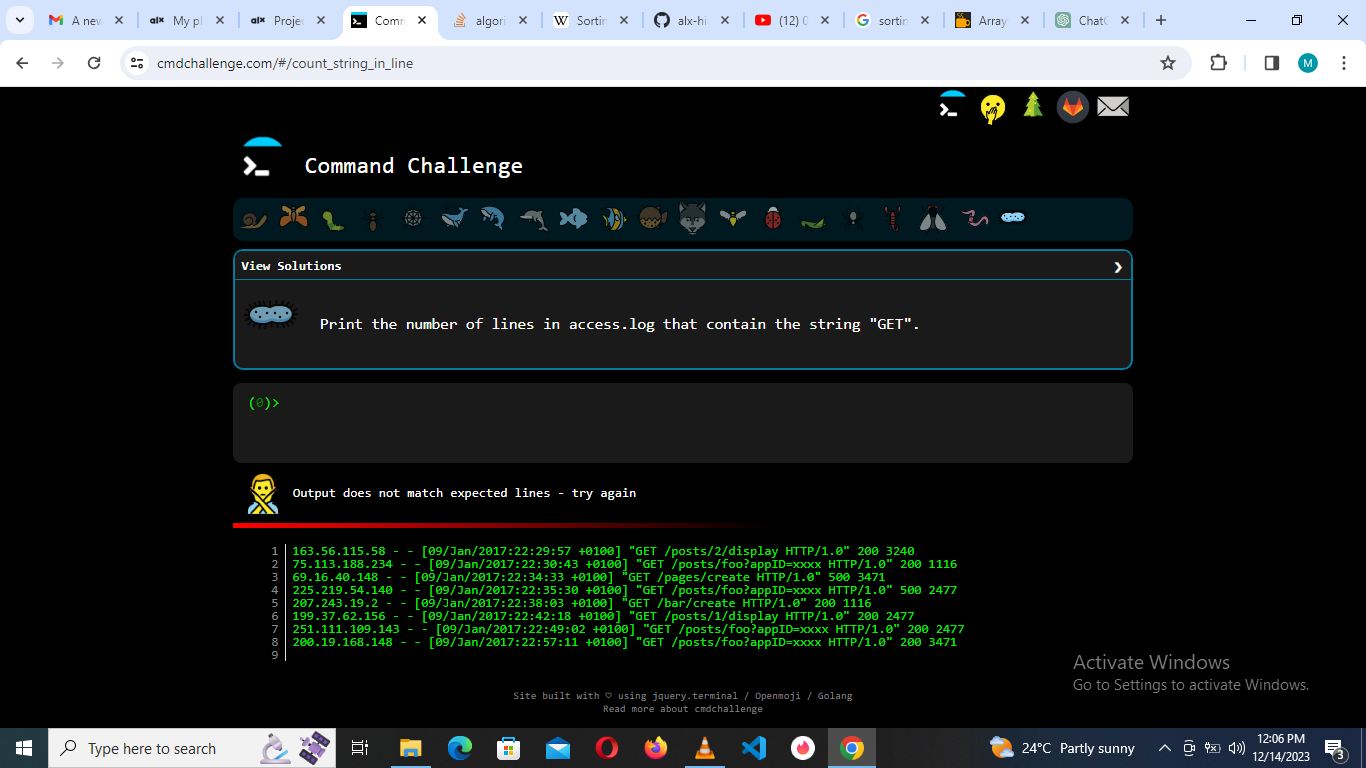 A new
My pl
Projec
Comm
algori
Sortin
alx-hi
(12) C
sortin
Array
ChatG
cmdchallenge.com/#/count_string_in_line
M
Command Challenge
View Solutions
Print the number of lines in access.log that contain the string "GET".
(0)>
Output does not match expected lines - try again
1 163.56.115.58 - - [09/Jan/2017:22:29:57 +0100] "GET /posts/2/display HTTP/1.0" 200 3240
2 75.113.188.234 - - [09/Jan/2017:22:30:43 +0100] "GET /posts/foo?appID=xxxx HTTP/1.0" 200 1116
3 69.16.40.148 - - [09/Jan/2017:22:34:33 +0100] "GET /pages/create HTTP/1.0" 500 3471
4 225.219.54.140 - - [09/Jan/2017:22:35:30 +0100] "GET /posts/foo?appID=xxxx HTTP/1.0" 500 2477
5 207.243.19.2 - - [09/Jan/2017:22:38:03 +0100] "GET /bar/create HTTP/1.0" 200 1116
6 199.37.62.156 - - [09/Jan/2017:22:42:18 +0100] "GET /posts/1/display HTTP/1.0" 200 2477
7 251.111.109.143 - - [09/Jan/2017:22:49:02 +0100] "GET /posts/foo?appID=xxxx HTTP/1.0" 200 2477
8 200.19.168.148 - - [09/Jan/2017:22:57:11 +0100] "GET /posts/foo?appID=xxxx HTTP/1.0" 200 3471
9
Activate Windows
Go to Settings to activate Windows.
Site built with ♡ using jquery.terminal / Openmoji / Golang
Read more about cmdchallenge
Type here to search
24°C Partly sunny
12:06 PM
12/14/2023
3